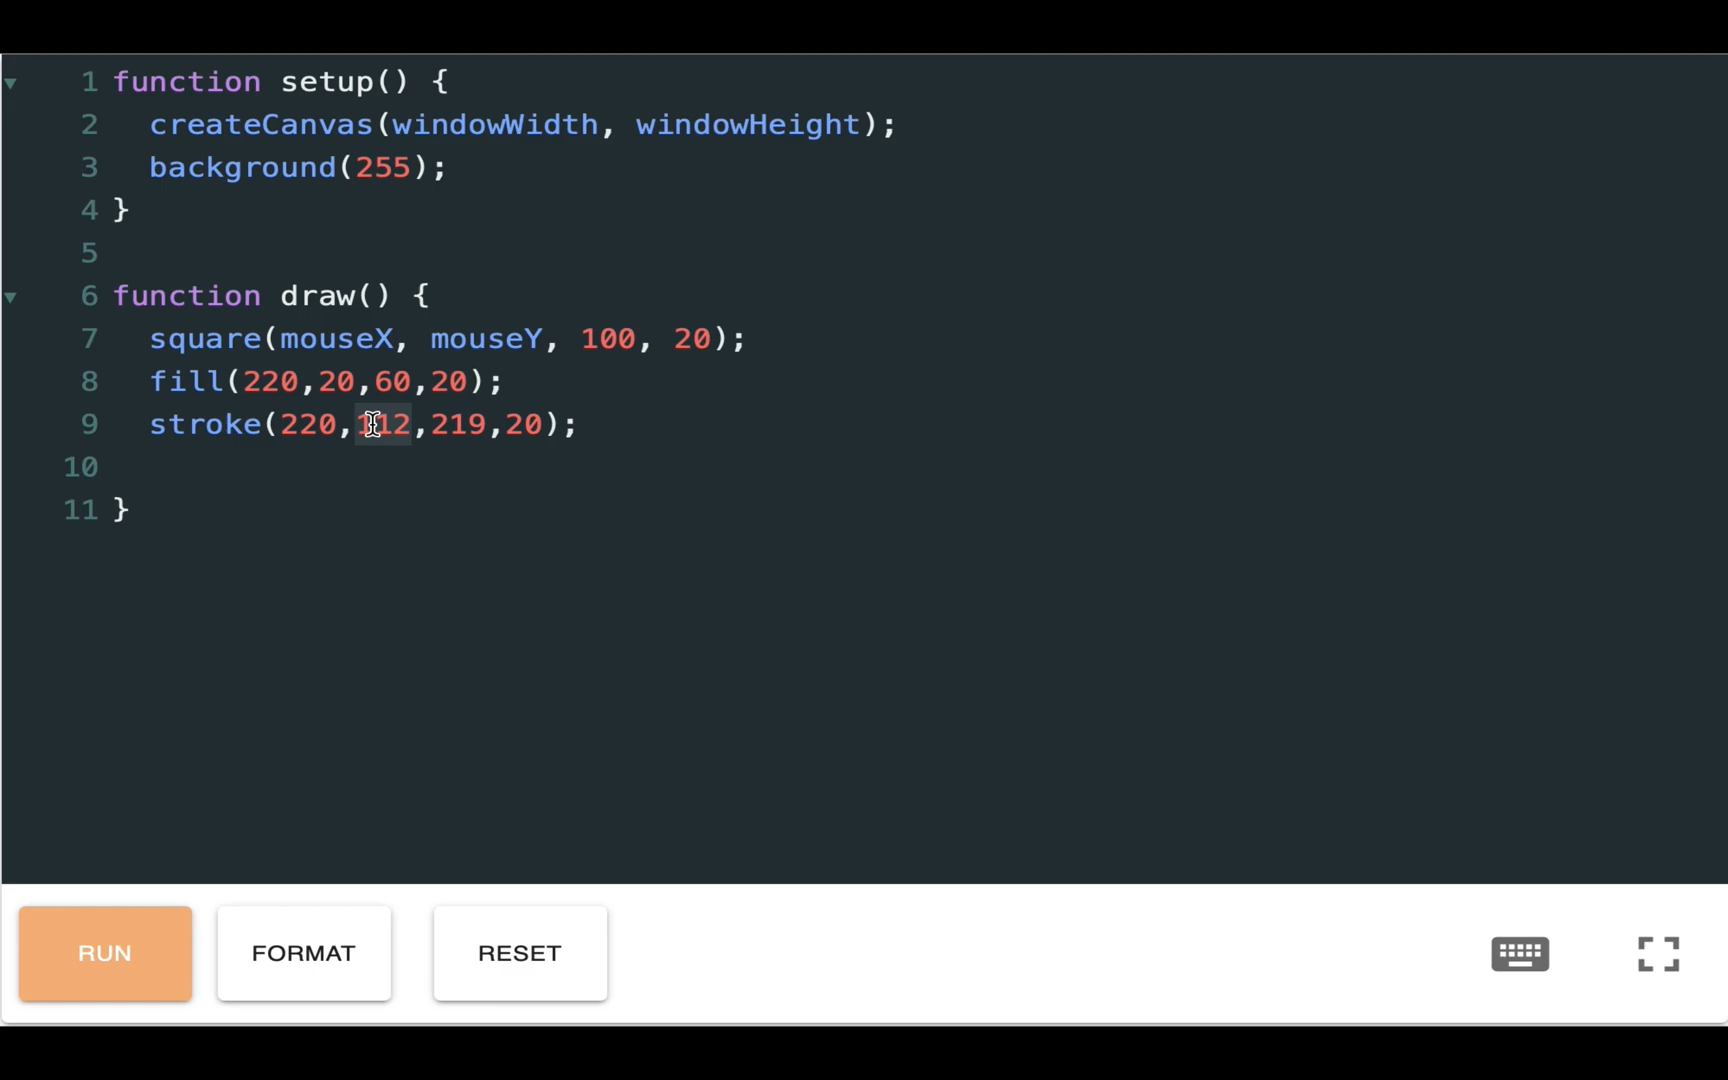 1 function setup() {
2 createCanvas(windowWidth, windowHeight);
3 background(255);
4 }
5
6 function draw() {
7 square(mouseX, mouseY, 100, 20);
8 fill(220,20,60,20);
9 stroke(220,112,219,20);
10
11 }
RUN FORMAT RESET